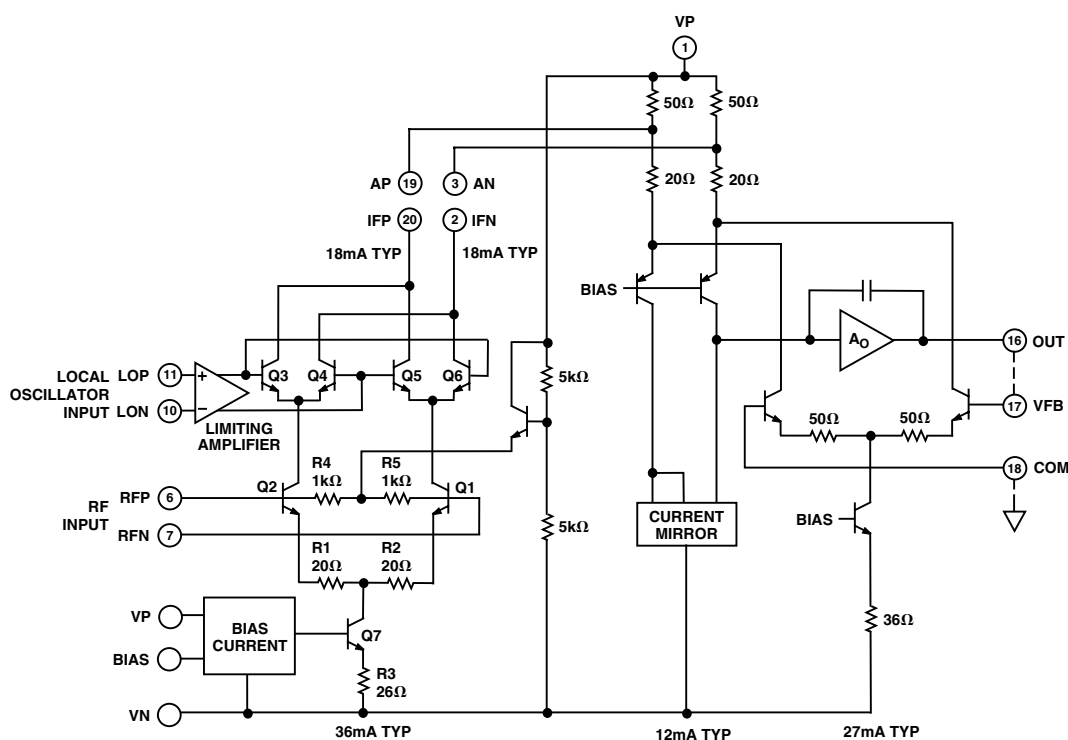 VP
1
50Ω
50Ω
AP
19
3
AN
20Ω
20Ω
IFP
20
2
IFN
18mA TYP
18mA TYP
BIAS
AO
16
OUT
LOCAL
OSCILLATOR
INPUT
LOP
11
+
Q3
Q4
Q5
Q6
5kΩ
LON
10
–
LIMITING
AMPLIFIER
17
VFB
50Ω
50Ω
R4
1kΩ
R5
1kΩ
18
COM
RF
INPUT
RFP
6
Q2
Q1
RFN
7
5kΩ
CURRENT
MIRROR
BIAS
R1
20Ω
R2
20Ω
VP
BIAS
CURRENT
Q7
36Ω
BIAS
R3
26Ω
VN
36mA TYP
12mA TYP
27mA TYP